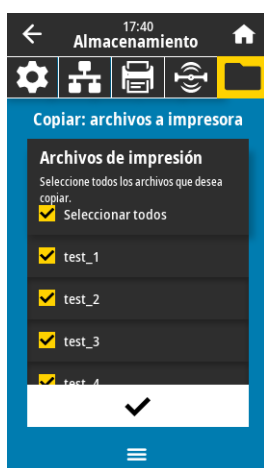 17:40
Almacenamiento
Copiar: archivos a impresora
Archivos de impresión
Seleccione todos los archivos que desea
copiar.
Seleccionar todos
test_1
test_2
test_3
test_4